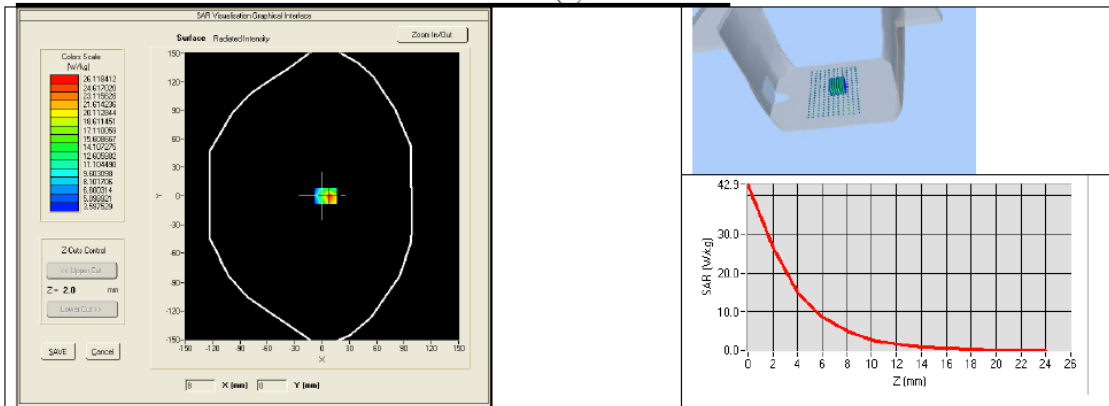 SAR Visualisation Graphical Interface
Surface Radiated Intensity
Zoom In/Out
Colors Scale
(W/kg)
26.118412
24.617020
23.115628
21.614236
20.112844
18.611451
17.110059
15.608667
14.107275
12.605882
11.104490
9.603098
8.101706
6.600314
5.098921
3.597529
Z-Cuts Control
<< Upper Cut
Z = 2.0 mm
Lower Cut >>
SAVE Cancel
150
120
90
60
30
0
-30
-60
-90
-120
-150
Y
-150 -120 -90 -60 -30 0 30 60 90 120 150
X
8 X (mm) 0 Y (mm)
42.9
30.0
20.0
10.0
0.0
SAR (W/kg)
0 2 4 6 8 10 12 14 16 18 20 22 24 26
Z (mm)